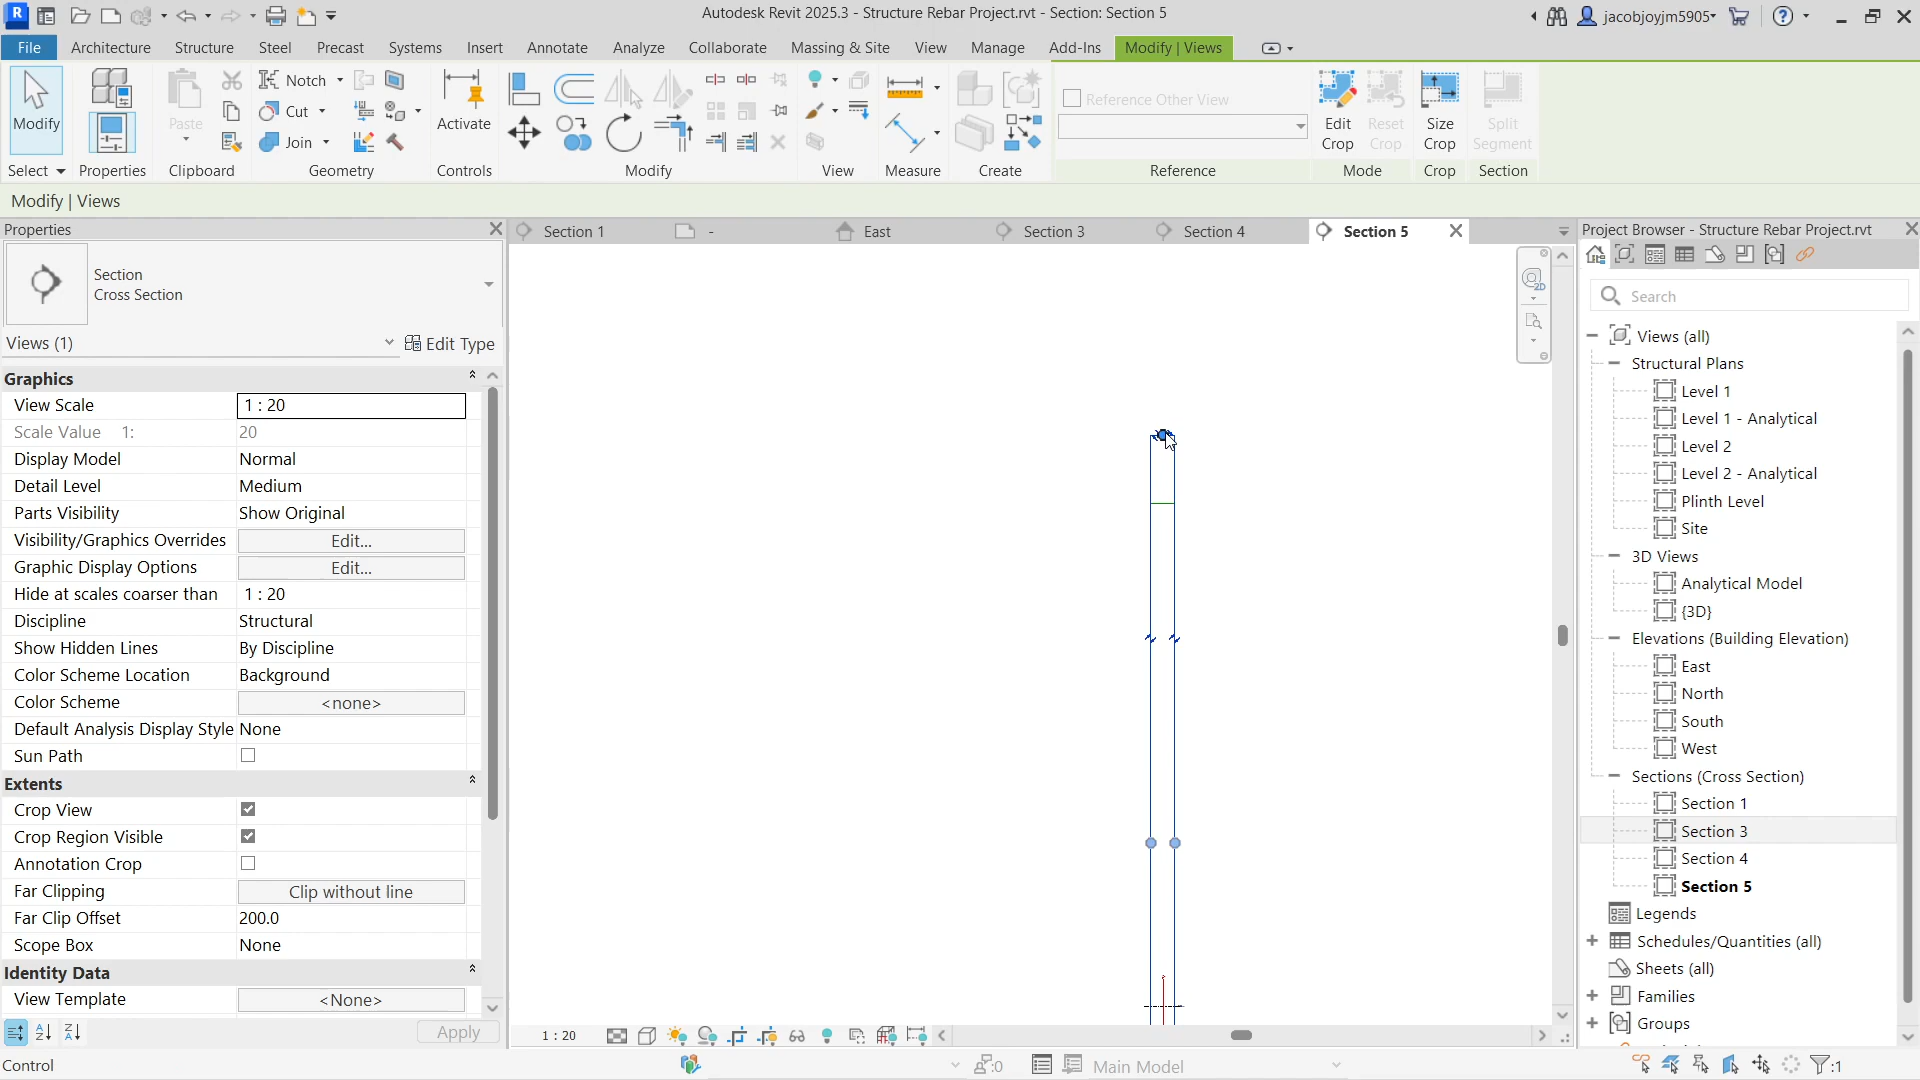 Autodesk Revit 2025.3 - Structure Rebar Project.rvt - Section: Section 5
jacobjoyjm5905
File
Architecture
Structure
Steel
Precast
Systems
Insert
Annotate
Analyze
Collaborate
Massing & Site
View
Manage
Add-Ins
Modify | Views
Modify
Paste
Notch
Cut
Join
Activate
Reference Other View
Edit Crop
Reset Crop
Size Crop
Split Segment
Select
Properties
Clipboard
Geometry
Controls
Modify
View
Measure
Create
Reference
Mode
Crop
Section
Modify | Views
Properties
Section
Cross Section
Views (1)
Edit Type
Graphics
View Scale 1 : 20
Scale Value 1: 20
Display Model Normal
Detail Level Medium
Parts Visibility Show Original
Visibility/Graphics Overrides Edit...
Graphic Display Options Edit...
Hide at scales coarser than 1 : 20
Discipline Structural
Show Hidden Lines By Discipline
Color Scheme Location Background
Color Scheme <none>
Default Analysis Display Style None
Sun Path
Extents
Crop View
Crop Region Visible
Annotation Crop
Far Clipping Clip without line
Far Clip Offset 200.0
Scope Box None
Identity Data
View Template <None>
Apply
Section 1
-
East
Section 3
Section 4
Section 5
2D
1 : 20
Project Browser - Structure Rebar Project.rvt
Search
Views (all)
Structural Plans
Level 1
Level 1 - Analytical
Level 2
Level 2 - Analytical
Plinth Level
Site
3D Views
Analytical Model
{3D}
Elevations (Building Elevation)
East
North
South
West
Sections (Cross Section)
Section 1
Section 3
Section 4
Section 5
Legends
Schedules/Quantities (all)
Sheets (all)
Families
Groups
Control
:0
Main Model
:1